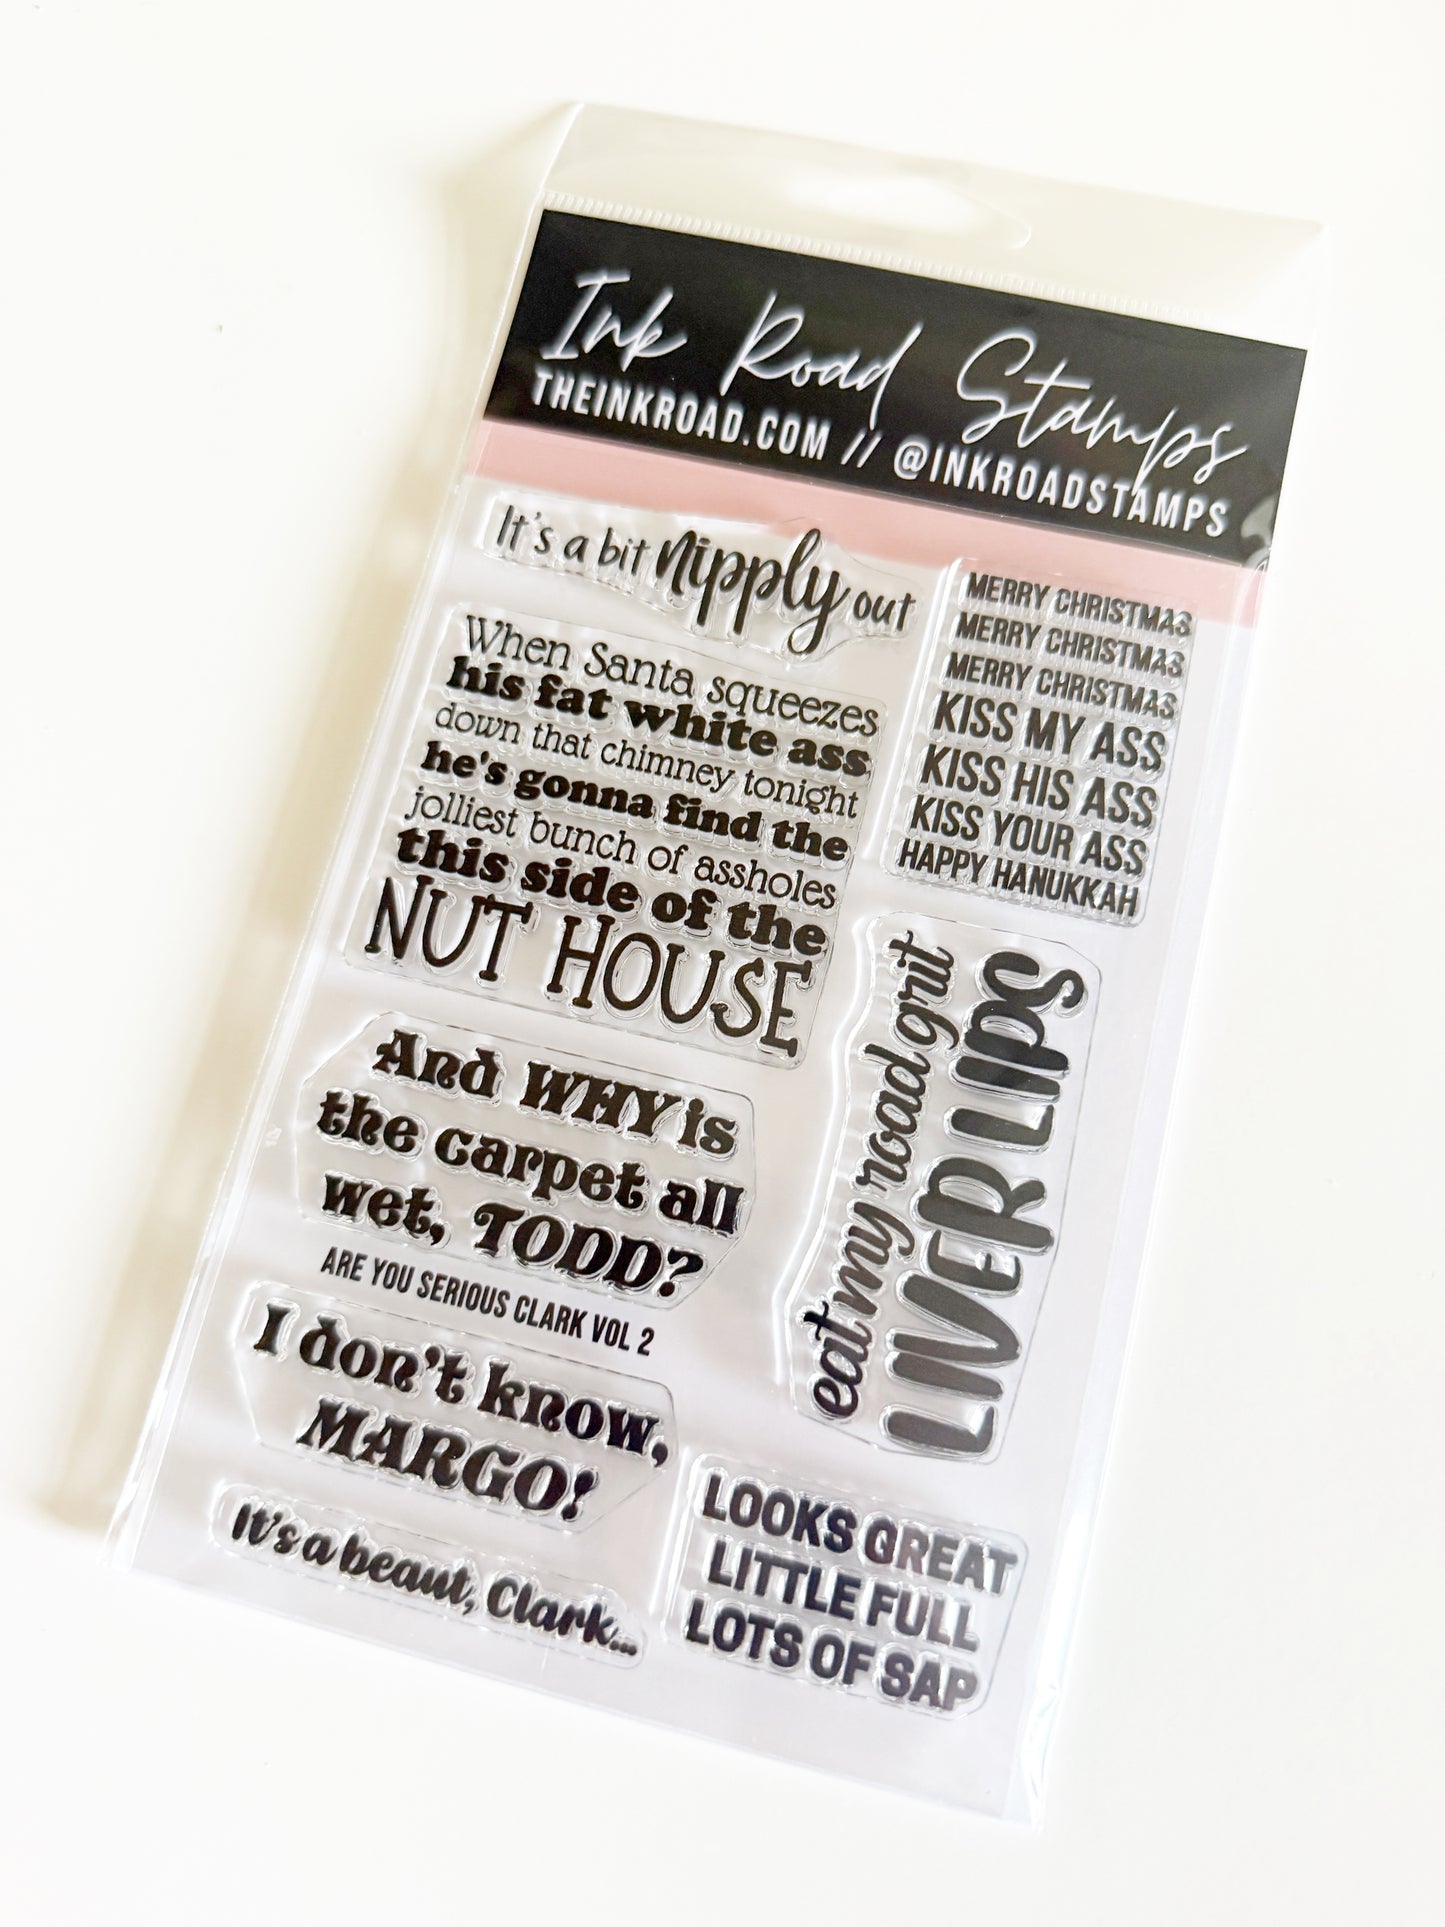 Ink Road Stamps
THEINKROAD.COM // @INKROADSTAMPS
It's a bit nipply out
When Santa squeezes
his fat white ass
down that chimney tonight
he's gonna find the
jolliest bunch of assholes
this side of the
NUT HOUSE
MERRY CHRISTMAS
MERRY CHRISTMAS
MERRY CHRISTMAS
KISS MY ASS
KISS HIS ASS
KISS YOUR ASS
HAPPY HANUKKAH
eat my road grit
LIVER LIPS
And WHY is
the carpet all
wet, TODD?
ARE YOU SERIOUS CLARK VOL 2
I don't know,
MARGO!
It's a beaut, Clark...
LOOKS GREAT
LITTLE FULL
LOTS OF SAP